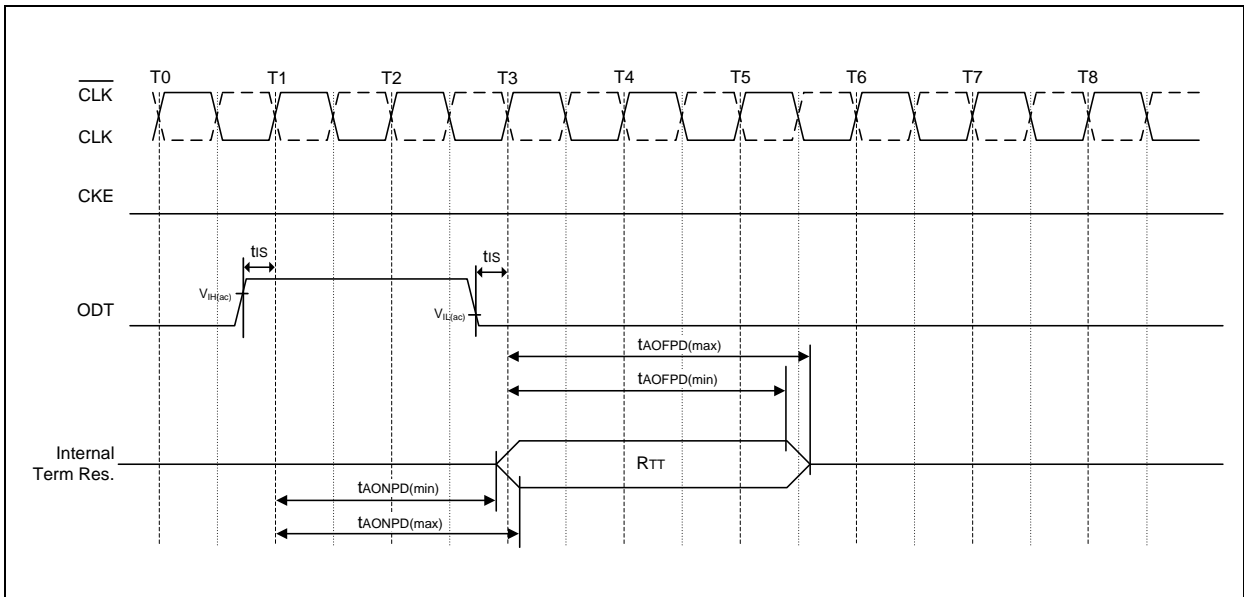 T0 T1 T2 T3 T4 T5 T6 T7 T8
CLK
CLK
CKE
tIS
tIS
VIH(ac)
ODT
VIL(ac)
tAOFPD(max)
tAOFPD(min)
Internal
Term Res.
RTT
tAONPD(min)
tAONPD(max)